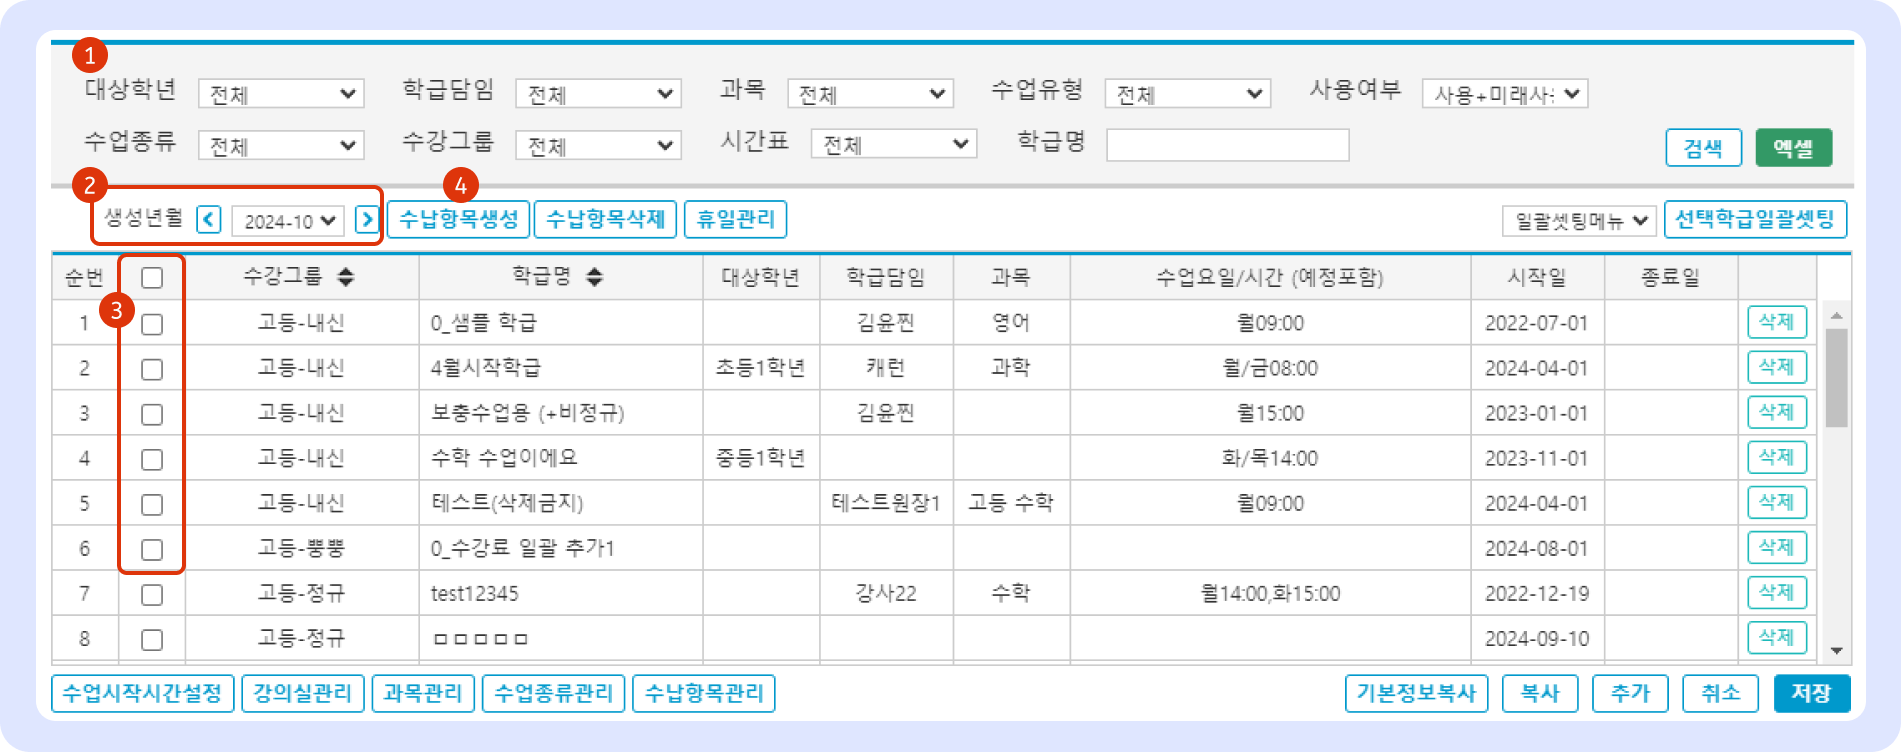 1
대상학년 전체 학급담임 전체 과목 전체 수업유형 전체 사용여부 사용+미래사용
수업종류 전체 수강그룹 전체 시간표 전체 학급명 검색 엑셀
2 4
생성년월 < 2024-10 > 수납항목생성 수납항목삭제 휴일관리 일괄셋팅메뉴 선택학급일괄셋팅
순번 수강그룹 학급명 대상학년 학급담임 과목 수업요일/시간 (예정포함) 시작일 종료일
3
1 고등-내신 0_샘플 학급 김윤찐 영어 월09:00 2022-07-01 삭제
2 고등-내신 4월시작학급 초등1학년 캐런 과학 월/금08:00 2024-04-01 삭제
3 고등-내신 보충수업용 (+비정규) 김윤찐 월15:00 2023-01-01 삭제
4 고등-내신 수학 수업이에요 중등1학년 화/목14:00 2023-11-01 삭제
5 고등-내신 테스트(삭제금지) 테스트원장1 고등 수학 월09:00 2024-04-01 삭제
6 고등-뿡뿡 0_수강료 일괄 추가1 2024-08-01 삭제
7 고등-정규 test12345 강사22 수학 월14:00,화15:00 2022-12-19 삭제
8 고등-정규 ㅁㅁㅁㅁㅁ 2024-09-10 삭제
수업시작시간설정 강의실관리 과목관리 수업종류관리 수납항목관리 기본정보복사 복사 추가 취소 저장